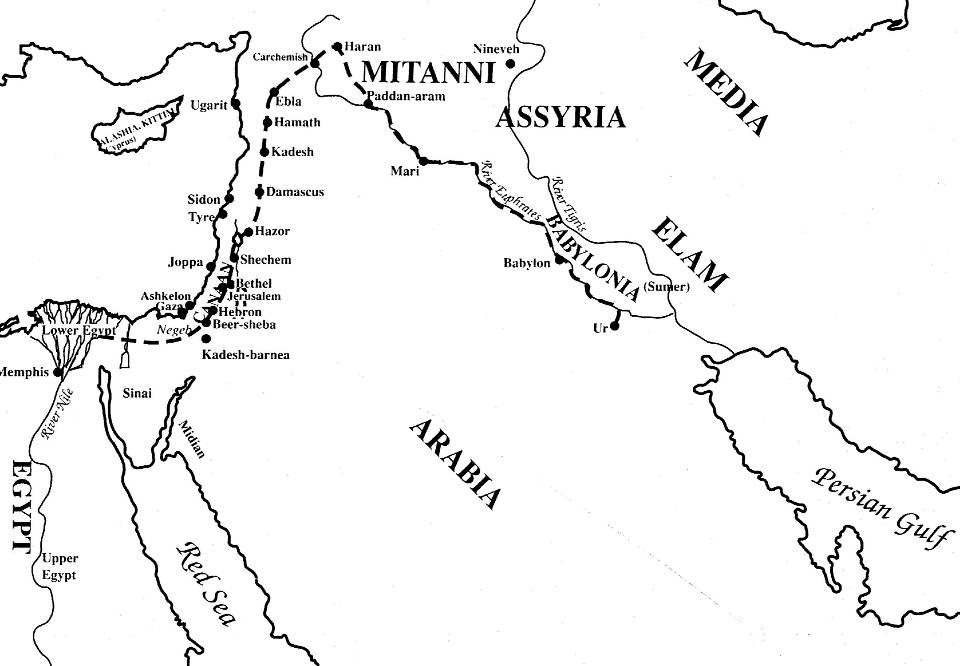 Haran
Nineveh
Carchemish
MITANNI
MEDIA
Ebla
Paddan-aram
Ugarit
ASSYRIA
Hamath
ALASHIA, KITTIM
Kadesh
Mari
River Euphrates
River Tigris
Damascus
Sidon
Tyre
Hazor
ELAM
BABYLONIA
Joppa
Shechem
Babylon
CANAAN
Bethel
(Sumer)
Ashkelon
Jerusalem
Gaza
Hebron
Lower Egypt
Negeb
Beer-sheba
Ur
Kadesh-barnea
Memphis
Sinai
River Nile
Midian
ARABIA
EGYPT
Persian Gulf
Upper
Egypt
Red Sea